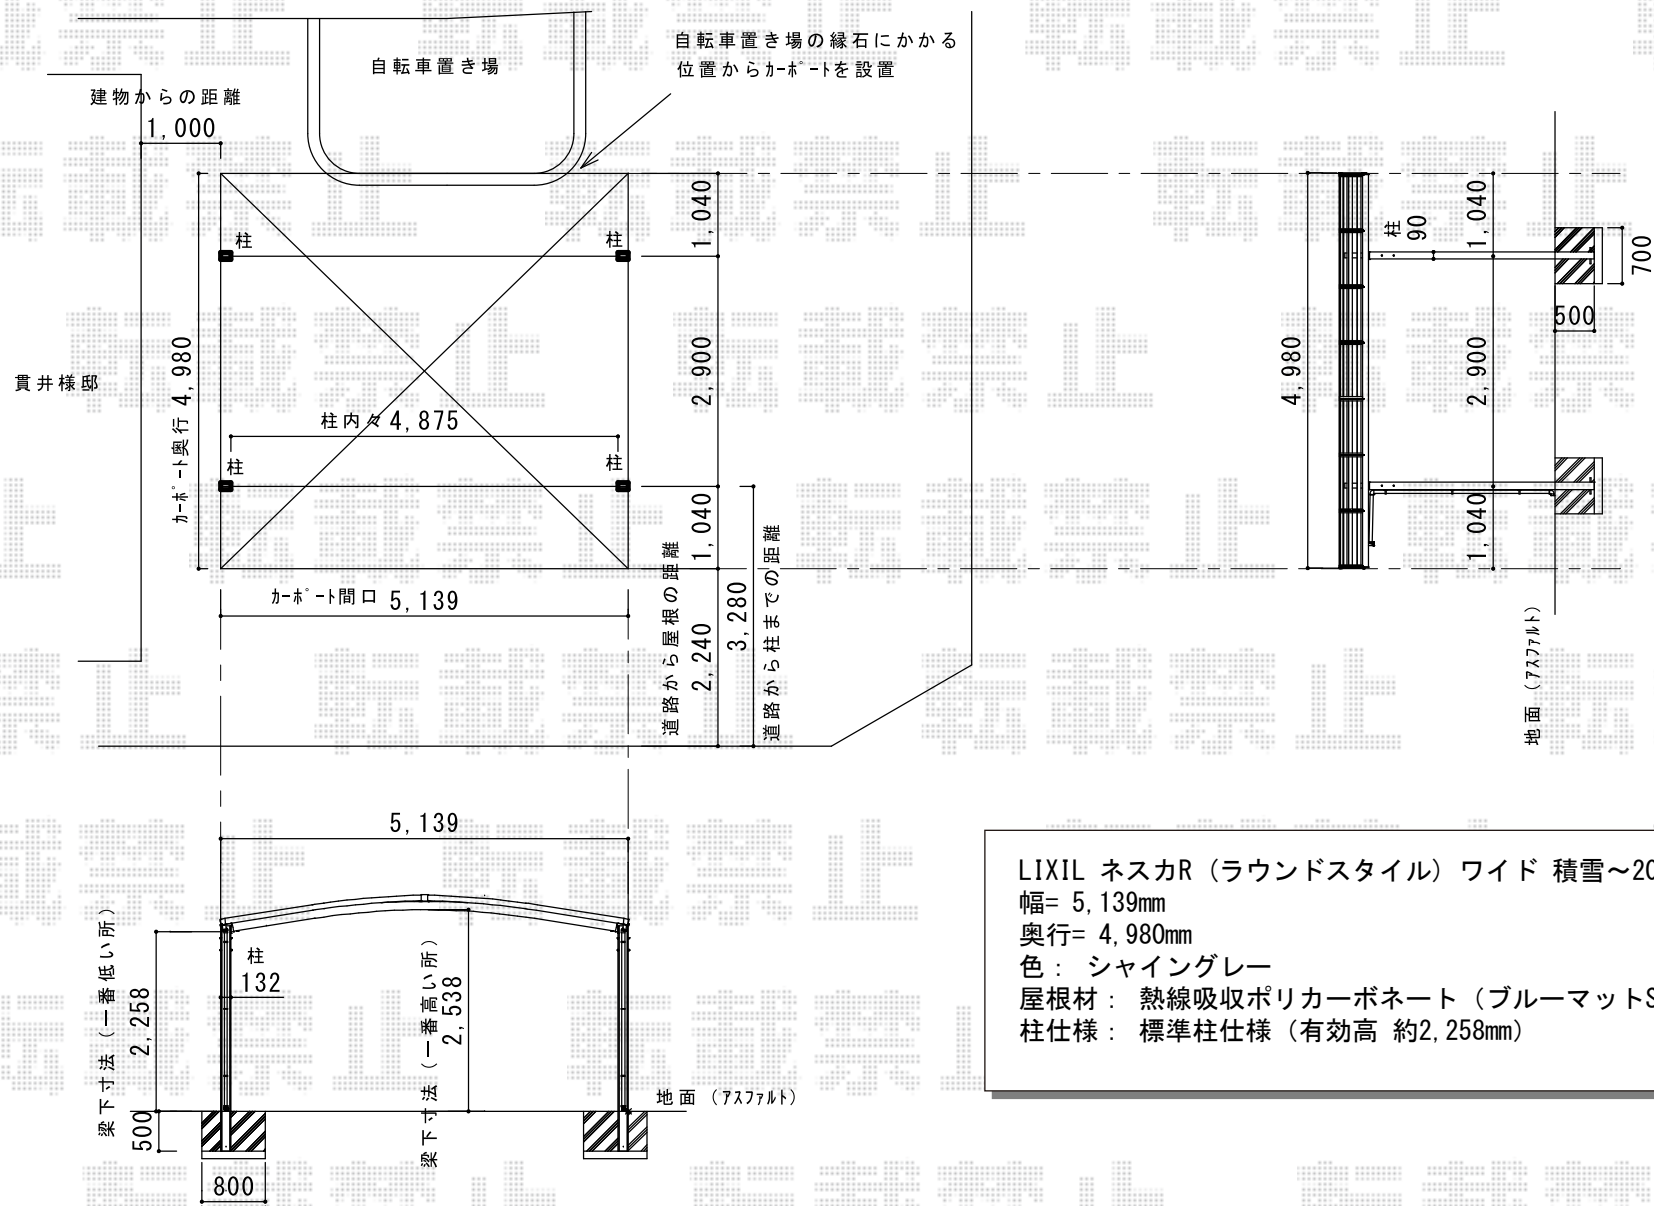 自転車置き場
自転車置き場の縁石にかかる
位置からｶｰﾎﾟｰﾄを設置
建物からの距離
1,000
貫井様邸
柱
柱
柱
柱
柱内々 4,875
ｶｰﾎﾟｰﾄ奥行 4,980
ｶｰﾎﾟｰﾄ間口 5,139
1,040
2,900
1,040
道路から屋根の距離
2,240
3,280
道路から柱までの距離
4,980
柱
90
1,040
2,900
1,040
700
500
地面（ｱｽﾌｧﾙﾄ）
5,139
梁下寸法（一番低い所）
2,258
柱
132
梁下寸法（一番高い所）
2,538
500
800
地面（ｱｽﾌｧﾙﾄ）
LIXIL ネスカR（ラウンドスタイル）ワイド 積雪～20
幅= 5,139mm
奥行= 4,980mm
色： シャイングレー
屋根材： 熱線吸収ポリカーボネート（ブルーマットS
柱仕様： 標準柱仕様（有効高 約2,258mm）
転載禁止